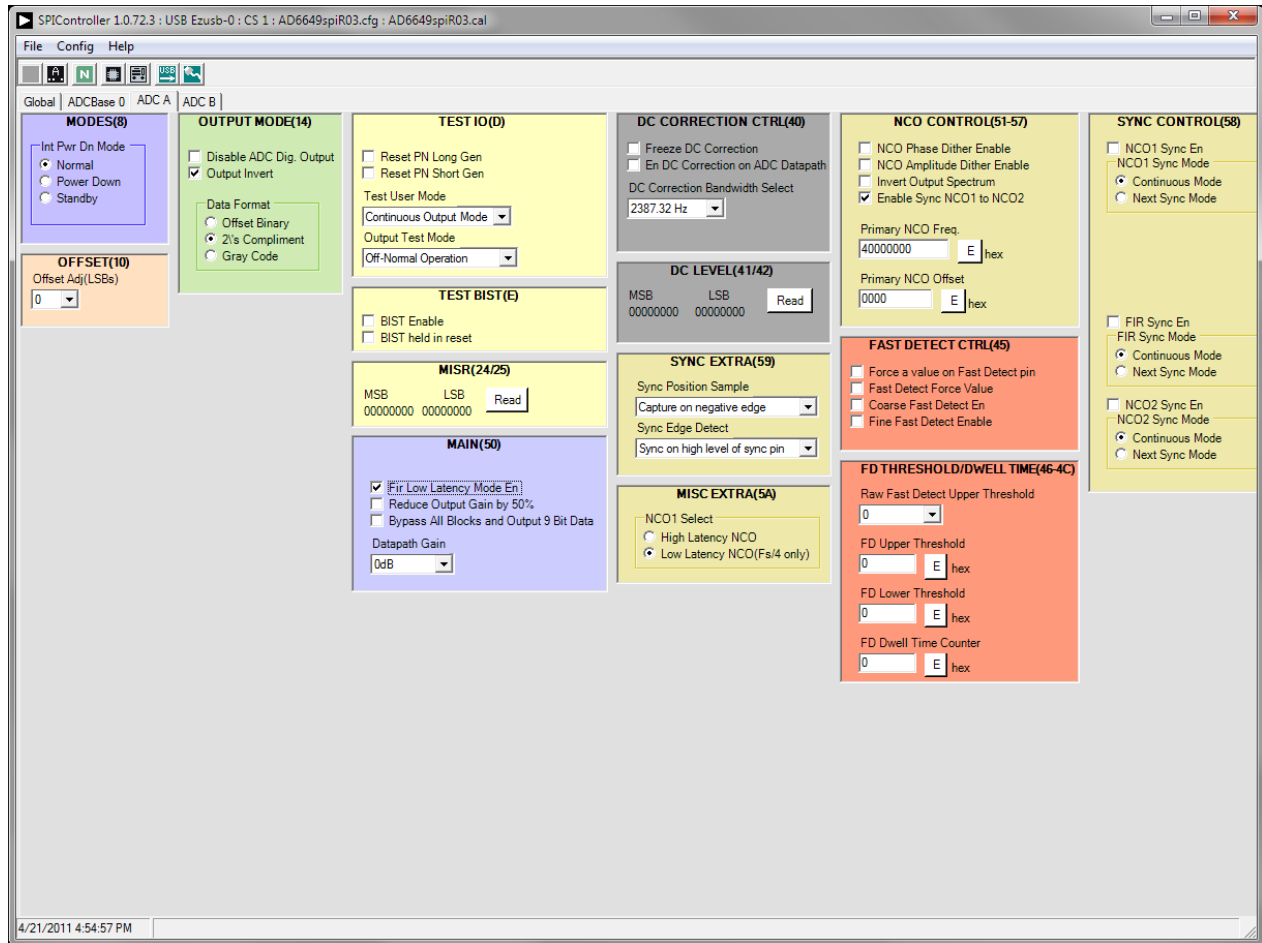 SPIController 1.0.72.3 : USB Ezusb-0 : CS 1 : AD6649spiR03.cfg : AD6649spiR03.cal
File Config Help
Global ADCBase 0 ADC A ADC B
MODES(8)
Int Pwr Dn Mode
Normal
Power Down
Standby
OFFSET(10)
Offset Adj(LSBs)
0
OUTPUT MODE(14)
Disable ADC Dig. Output
Output Invert
Data Format
Offset Binary
2\'s Compliment
Gray Code
TEST IO(D)
Reset PN Long Gen
Reset PN Short Gen
Test User Mode
Continuous Output Mode
Output Test Mode
Off-Normal Operation
TEST BIST(E)
BIST Enable
BIST held in reset
MISR(24/25)
MSB LSB Read
00000000 00000000
MAIN(50)
Fir Low Latency Mode En
Reduce Output Gain by 50%
Bypass All Blocks and Output 9 Bit Data
Datapath Gain
0dB
DC CORRECTION CTRL(40)
Freeze DC Correction
En DC Correction on ADC Datapath
DC Correction Bandwidth Select
2387.32 Hz
DC LEVEL(41/42)
MSB LSB Read
00000000 00000000
SYNC EXTRA(59)
Sync Position Sample
Capture on negative edge
Sync Edge Detect
Sync on high level of sync pin
MISC EXTRA(5A)
NCO1 Select
High Latency NCO
Low Latency NCO(Fs/4 only)
NCO CONTROL(51-57)
NCO Phase Dither Enable
NCO Amplitude Dither Enable
Invert Output Spectrum
Enable Sync NCO1 to NCO2
Primary NCO Freq.
40000000 E hex
Primary NCO Offset
0000 E hex
FAST DETECT CTRL(45)
Force a value on Fast Detect pin
Fast Detect Force Value
Coarse Fast Detect En
Fine Fast Detect Enable
FD THRESHOLD/DWELL TIME(46-4C)
Raw Fast Detect Upper Threshold
0
FD Upper Threshold
0 E hex
FD Lower Threshold
0 E hex
FD Dwell Time Counter
0 E hex
SYNC CONTROL(58)
NCO1 Sync En
NCO1 Sync Mode
Continuous Mode
Next Sync Mode
FIR Sync En
FIR Sync Mode
Continuous Mode
Next Sync Mode
NCO2 Sync En
NCO2 Sync Mode
Continuous Mode
Next Sync Mode
4/21/2011 4:54:57 PM